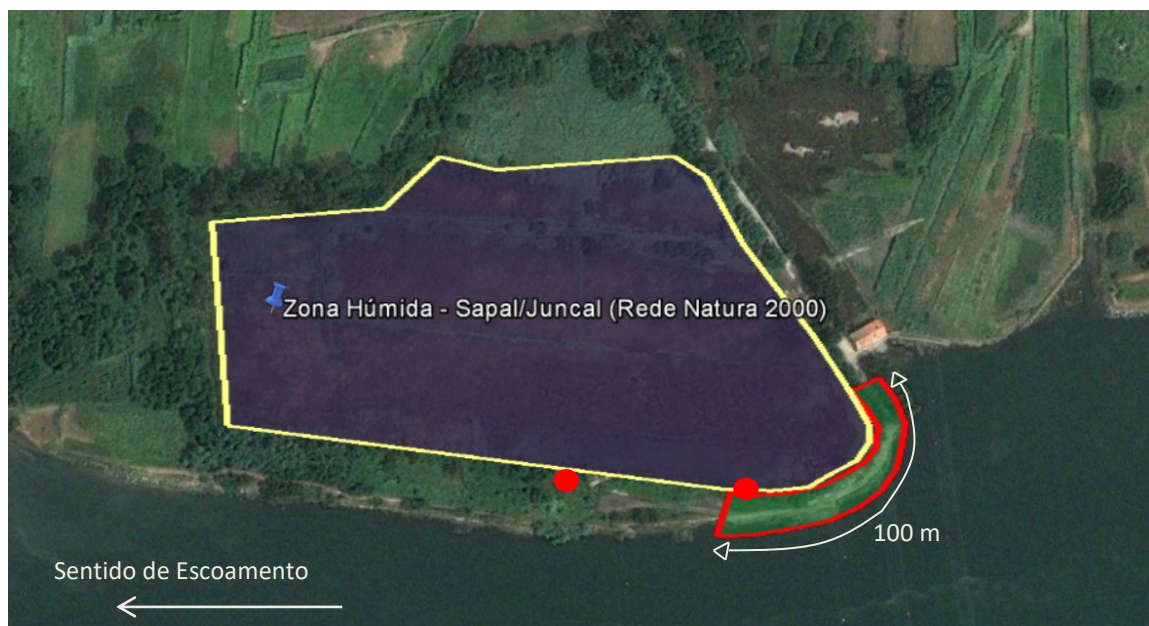 Zona Húmida - Sapal/Juncal (Rede Natura 2000)
100 m
Sentido de Escoamento